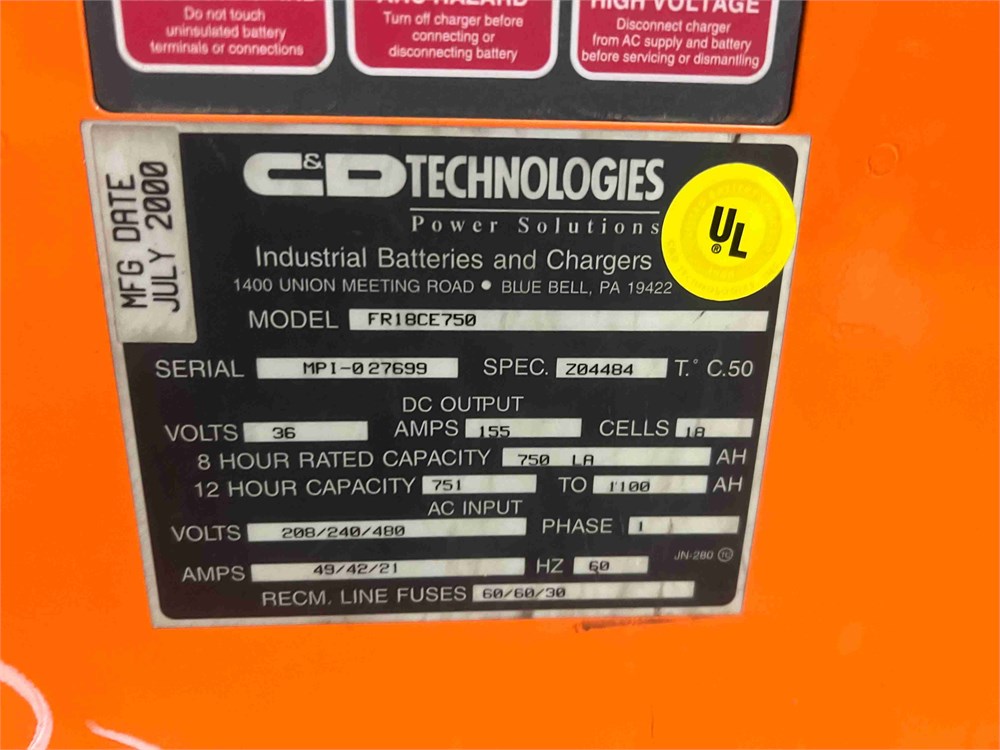 Do not touch
uninsulated battery
terminals or connections
ARC HAZARD
Turn off charger before
connecting or
disconnecting battery
HIGH VOLTAGE
Disconnect charger
from AC supply and battery
before servicing or dismantling
MFG DATE
JULY 2000
C&D TECHNOLOGIES
Power Solutions
UL®
Industrial Batteries and Chargers
1400 UNION MEETING ROAD • BLUE BELL, PA 19422
MODEL FR18CE750
SERIAL MPI-027699 SPEC. Z04484 T.° C.50
DC OUTPUT
VOLTS 36 AMPS 155 CELLS 18
8 HOUR RATED CAPACITY 750 LA AH
12 HOUR CAPACITY 751 TO 1100 AH
AC INPUT
VOLTS 208/240/480 PHASE 1
AMPS 49/42/21 HZ 60
JN-280
RECM. LINE FUSES 60/60/30